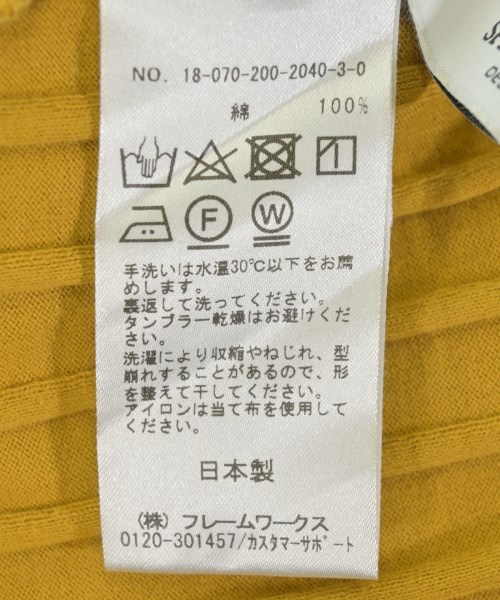 NO. 18-070-200-2040-3-0
綿 100%
F W
手洗いは水温30℃以下をお薦
めします。
裏返して洗ってください。
タンブラー乾燥はお避けくだ
さい。
洗濯により収縮やねじれ、型
崩れすることがあるので、形
を整えて干してください。
アイロンは当て布を使用して
ください。
日本製
(株) フレームワークス
0120-301457/カスタマーサポート